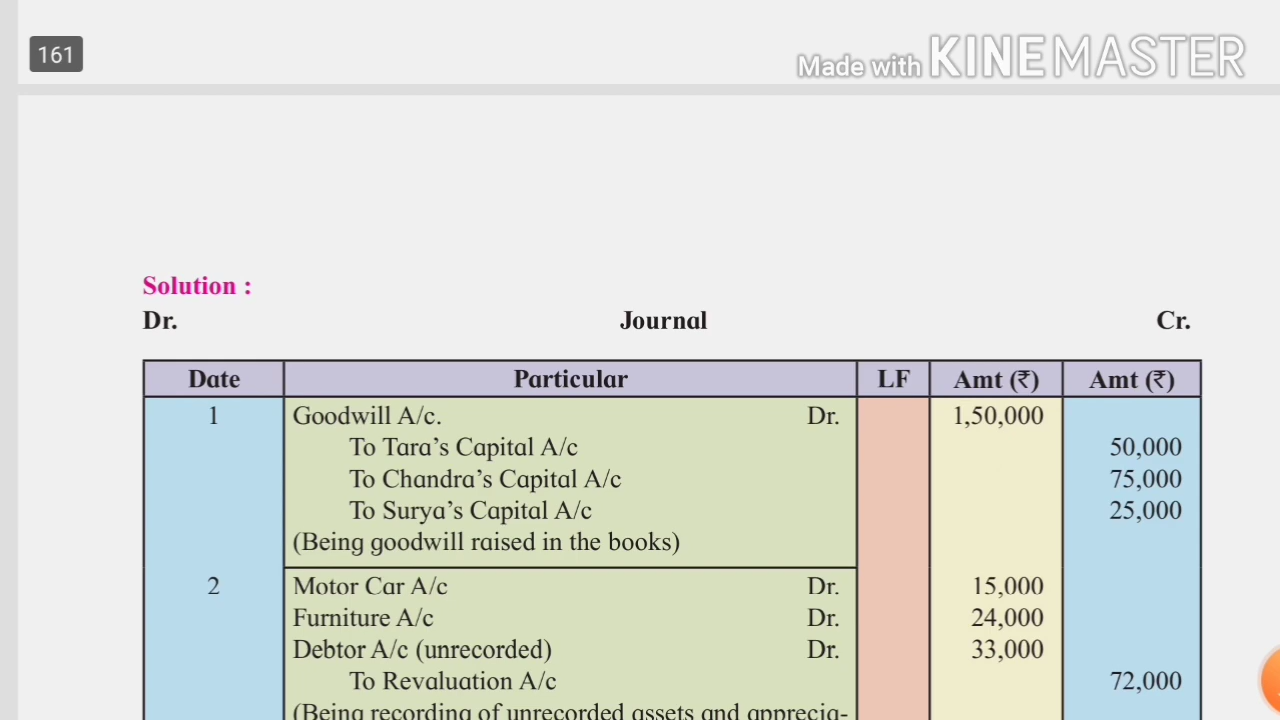 161
Made with KINEMASTER
Solution :
Dr. Journal Cr.
Date Particular LF Amt (₹) Amt (₹)
1 Goodwill A/c. Dr. 1,50,000
To Tara's Capital A/c 50,000
To Chandra's Capital A/c 75,000
To Surya's Capital A/c 25,000
(Being goodwill raised in the books)
2 Motor Car A/c Dr. 15,000
Furniture A/c Dr. 24,000
Debtor A/c (unrecorded) Dr. 33,000
To Revaluation A/c 72,000
(Being recording of unrecorded assets and apprecia-